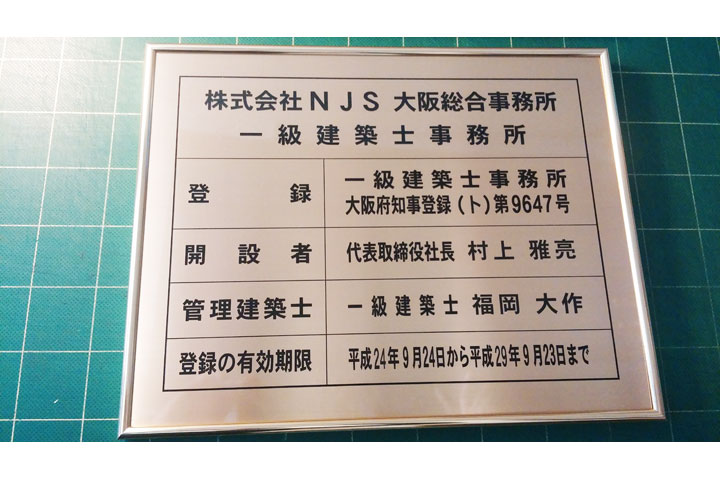 株式会社NJS 大阪総合事務所
一級建築士事務所
登録 一級建築士事務所
大阪府知事登録(ト)第9647号
開設者 代表取締役社長 村上 雅亮
管理建築士 一級建築士 福岡 大作
登録の有効期限 平成24年9月24日から平成29年9月23日まで